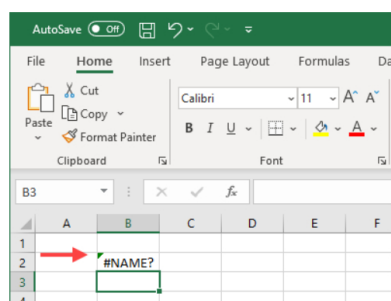 AutoSave Off
File Home Insert Page Layout Formulas Da
Paste
Cut
Copy
Format Painter
Clipboard
Calibri 11 A A
B I U A
Font
B3 fx
A B C D E F
1
2 #NAME?
3